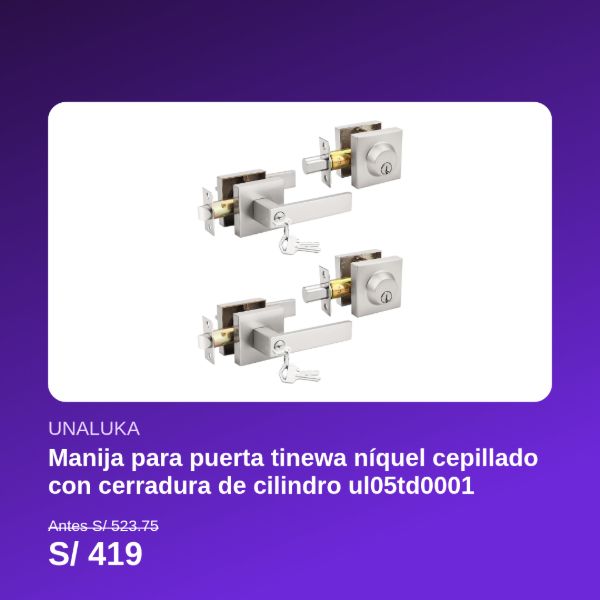 UNALUKA
Manija para puerta tinewa níquel cepillado
con cerradura de cilindro ul05td0001
Antes S/ 523.75
S/ 419